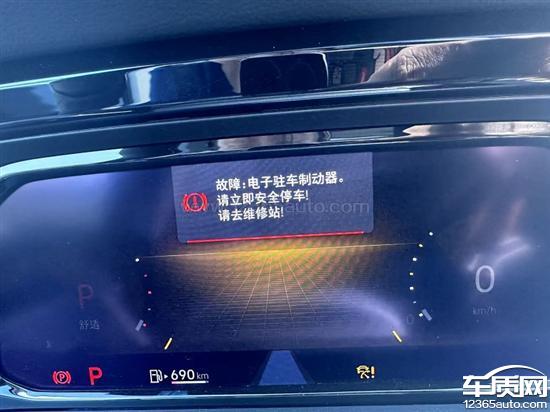 故障:电子驻车制动器。
请立即安全停车!
请去维修站!
P
舒适
0
km/h
0
P
P
690 km
车质网
12365auto.com